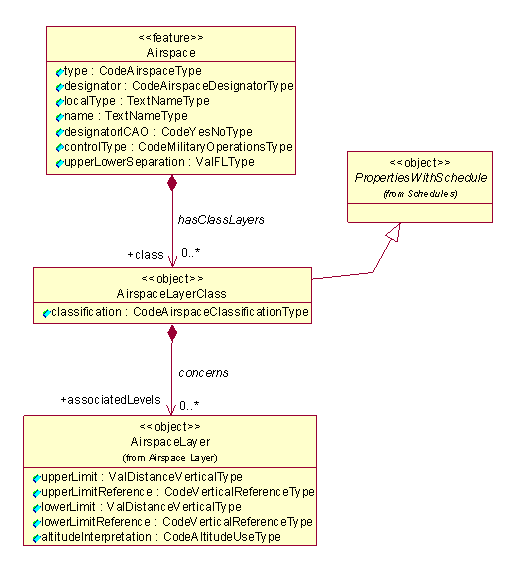 <<feature>>
Airspace
type : CodeAirspaceType
designator : CodeAirspaceDesignatorType
localType : TextNameType
name : TextNameType
designatorICAO : CodeYesNoType
controlType : CodeMilitaryOperationsType
upperLowerSeparation : ValFLType
<<object>>
PropertiesWithSchedule
(from Schedules)
hasClassLayers
+class 0..*
<<object>>
AirspaceLayerClass
classification : CodeAirspaceClassificationType
concerns
+associatedLevels 0..*
<<object>>
AirspaceLayer
(from Airspace Layer)
upperLimit : ValDistanceVerticalType
upperLimitReference : CodeVerticalReferenceType
lowerLimit : ValDistanceVerticalType
lowerLimitReference : CodeVerticalReferenceType
altitudeInterpretation : CodeAltitudeUseType